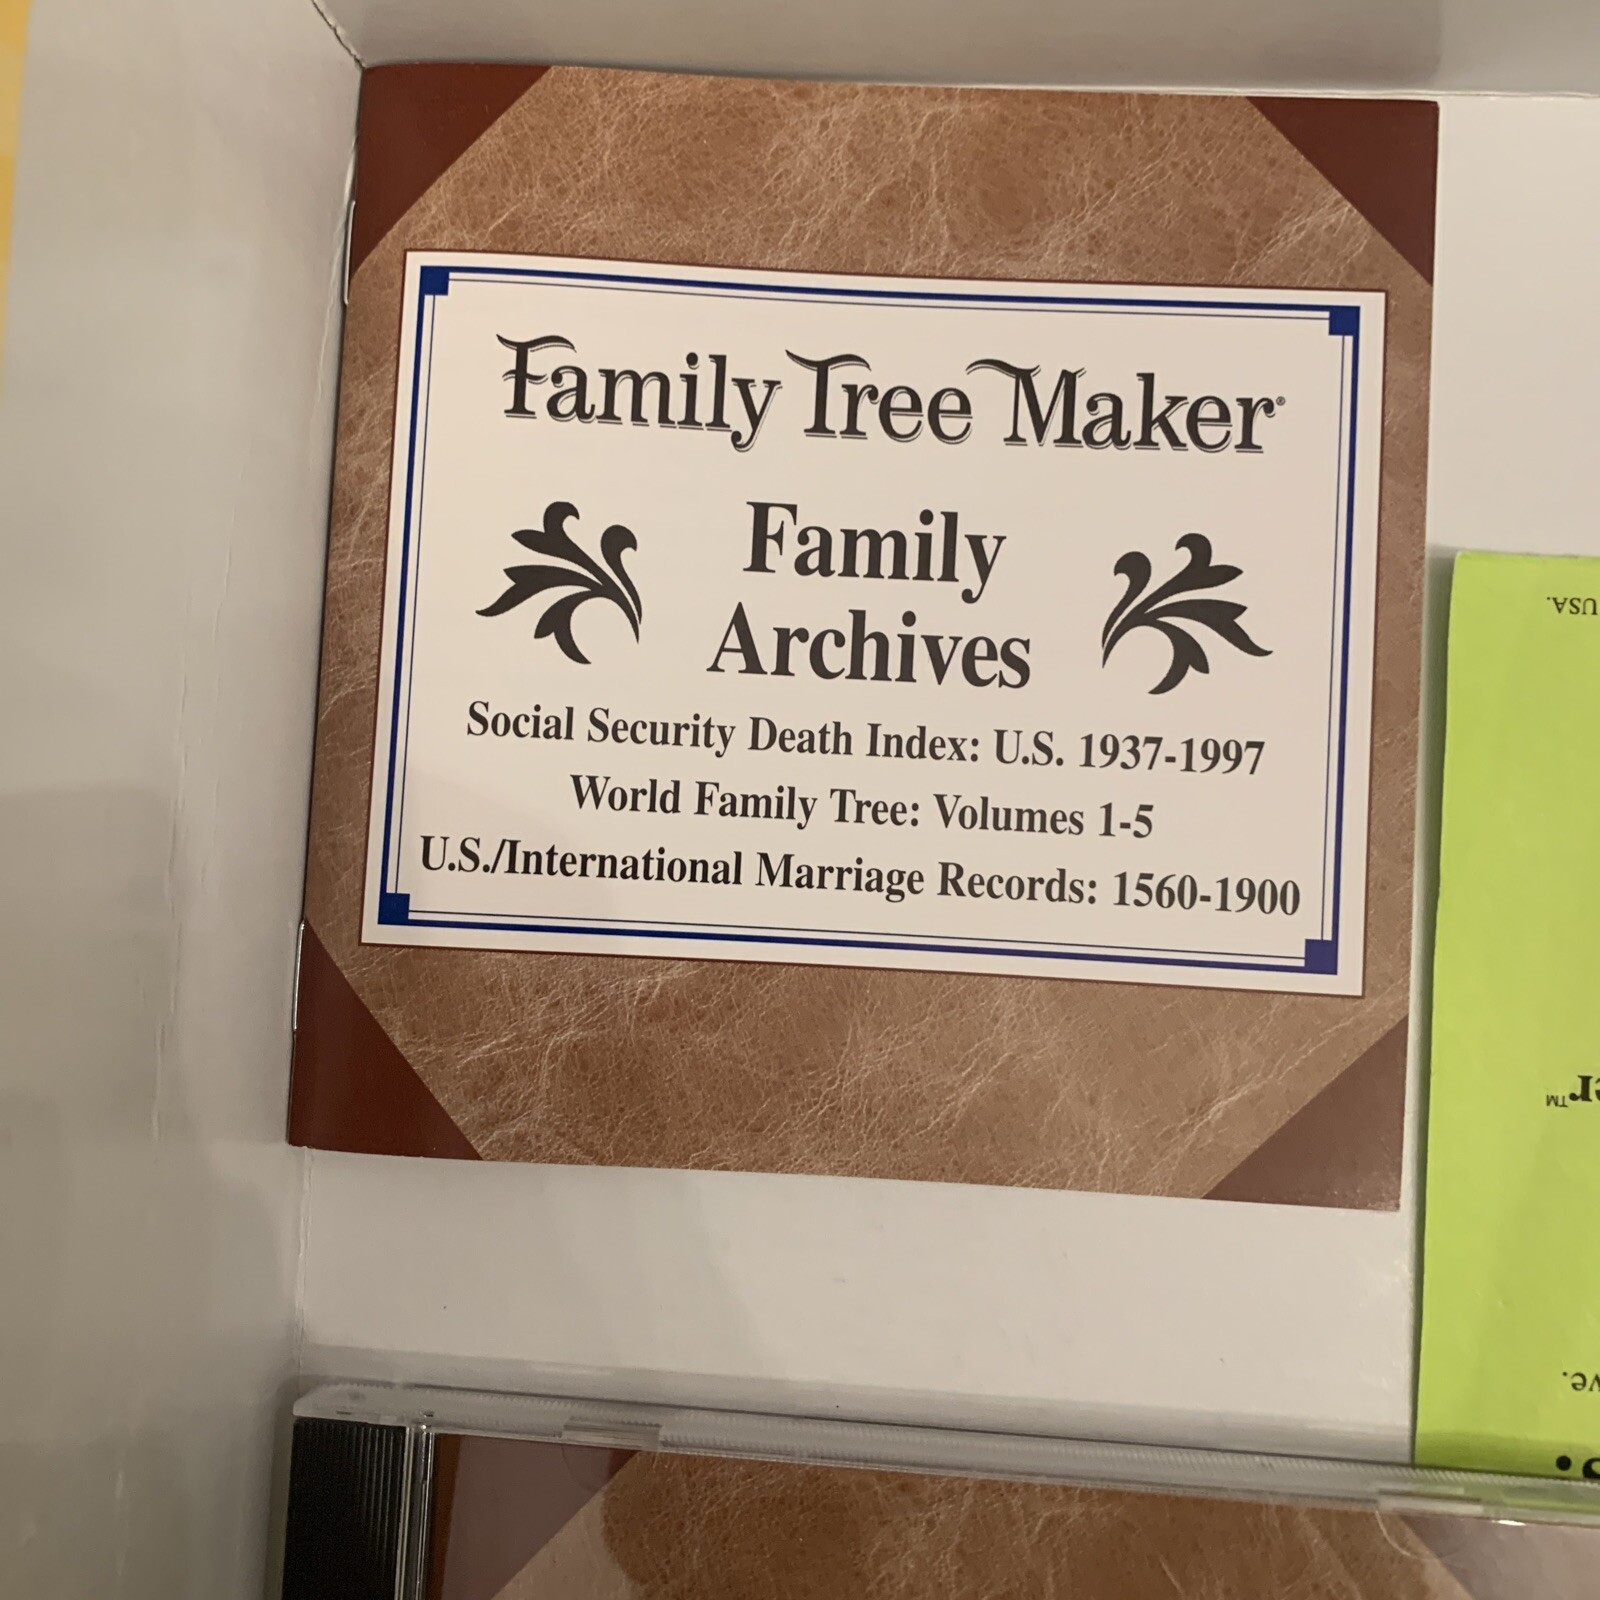 Family Tree Maker®
Family
Archives
Social Security Death Index: U.S. 1937-1997
World Family Tree: Volumes 1-5
U.S./International Marriage Records: 1560-1900
USA.